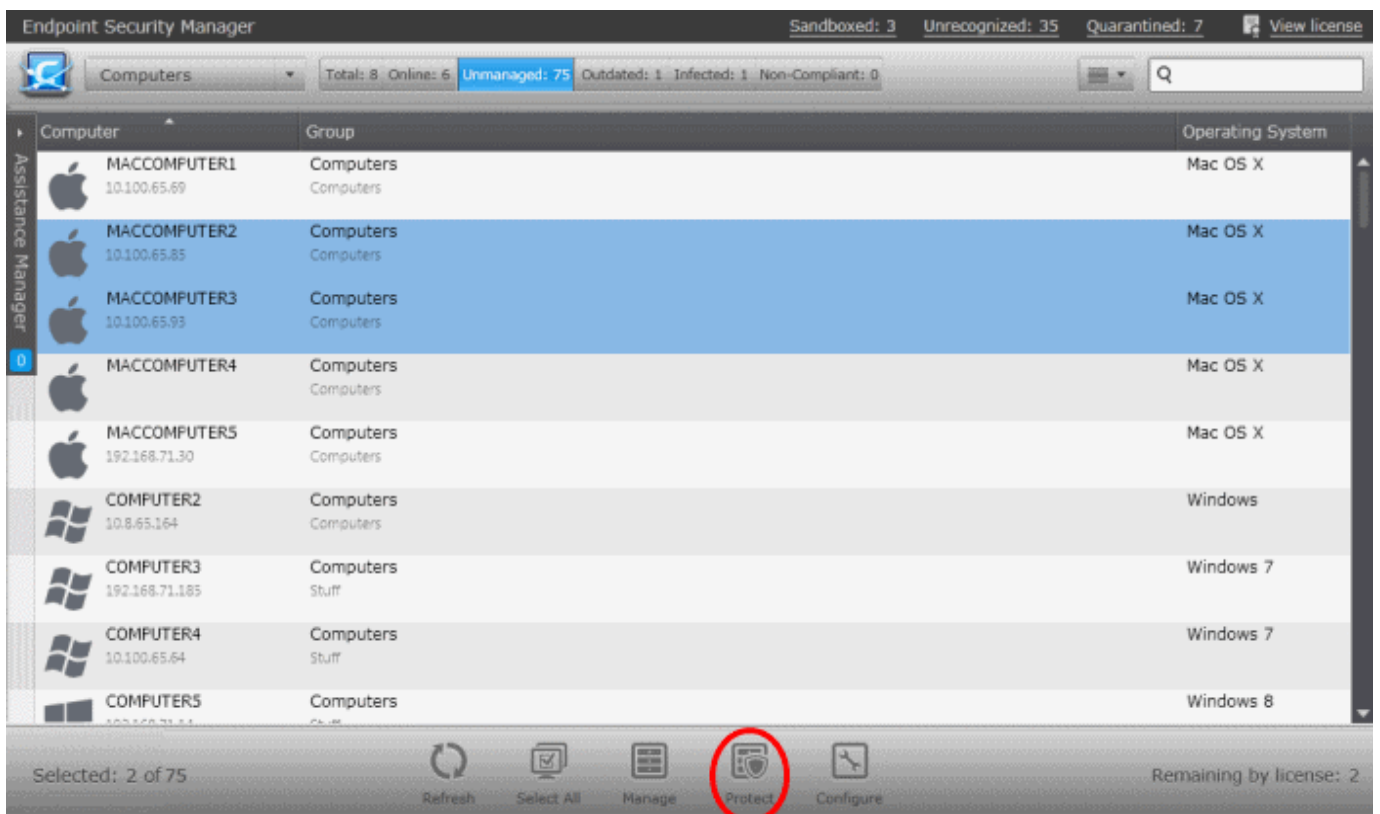 Endpoint Security Manager Sandboxed: 3 Unrecognized: 35 Quarantined: 7 View license
Computers Total: 8 Online: 6 Unmanaged: 75 Outdated: 1 Infected: 1 Non-Compliant: 0
Computer Group Operating System
Assistance Manager
0
MACCOMPUTER1 Computers Mac OS X
10.100.65.69 Computers
MACCOMPUTER2 Computers Mac OS X
10.100.65.85 Computers
MACCOMPUTER3 Computers Mac OS X
10.100.65.93 Computers
MACCOMPUTER4 Computers Mac OS X
Computers
MACCOMPUTER5 Computers Mac OS X
192.168.71.30 Computers
COMPUTER2 Computers Windows
10.8.65.164 Computers
COMPUTER3 Computers Windows 7
192.168.71.185 Stuff
COMPUTER4 Computers Windows 7
10.100.65.64 Stuff
COMPUTER5 Computers Windows 8
Selected: 2 of 75 Refresh Select All Manage Protect Configure Remaining by license: 2